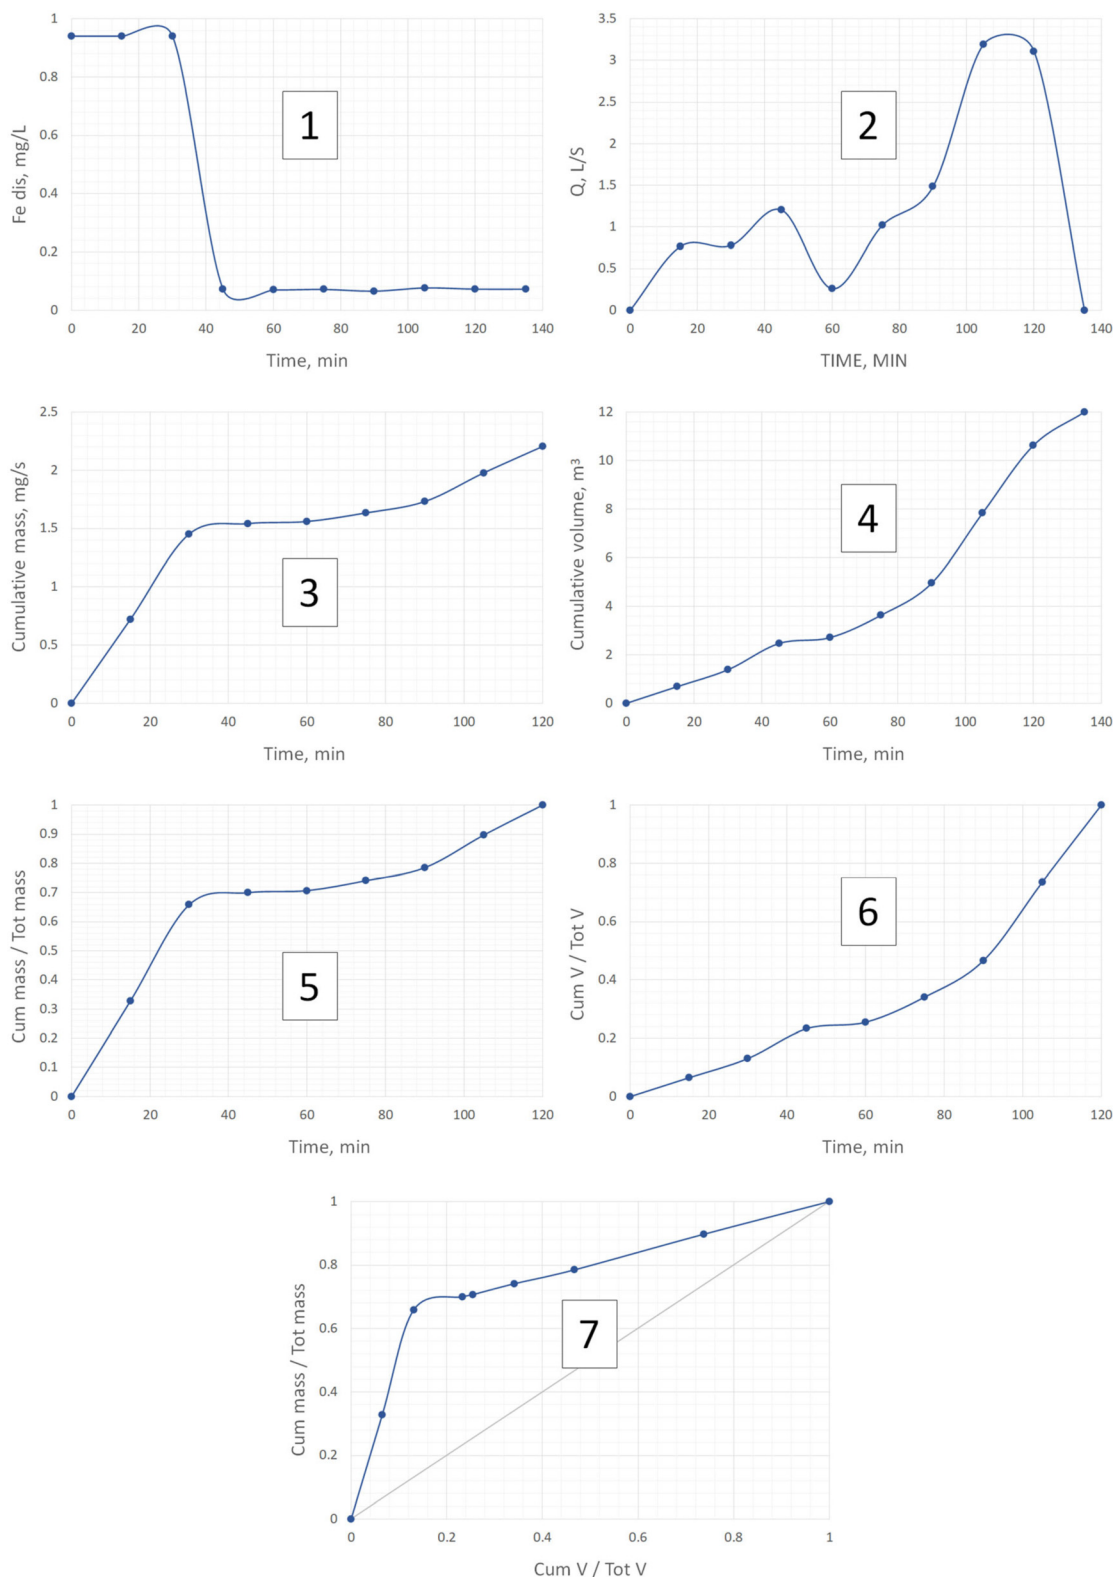 1
0.8
0.6
0.4
0.2
0
Fe dis, mg/L
1
0 20 40 60 80 100 120 140
Time, min
3.5
3
2.5
2
1.5
1
0.5
0
Q, L/S
2
0 20 40 60 80 100 120 140
TIME, MIN
2.5
2
1.5
1
0.5
0
Cumulative mass, mg/s
3
0 20 40 60 80 100 120
Time, min
12
10
8
6
4
2
0
Cumulative volume, m³
4
0 20 40 60 80 100 120 140
Time, min
1
0.9
0.8
0.7
0.6
0.5
0.4
0.3
0.2
0.1
0
Cum mass / Tot mass
5
0 20 40 60 80 100 120
Time, min
1
0.8
0.6
0.4
0.2
0
Cum V / Tot V
6
0 20 40 60 80 100 120
Time, min
1
0.8
0.6
0.4
0.2
0
Cum mass / Tot mass
7
0 0.2 0.4 0.6 0.8 1
Cum V / Tot V